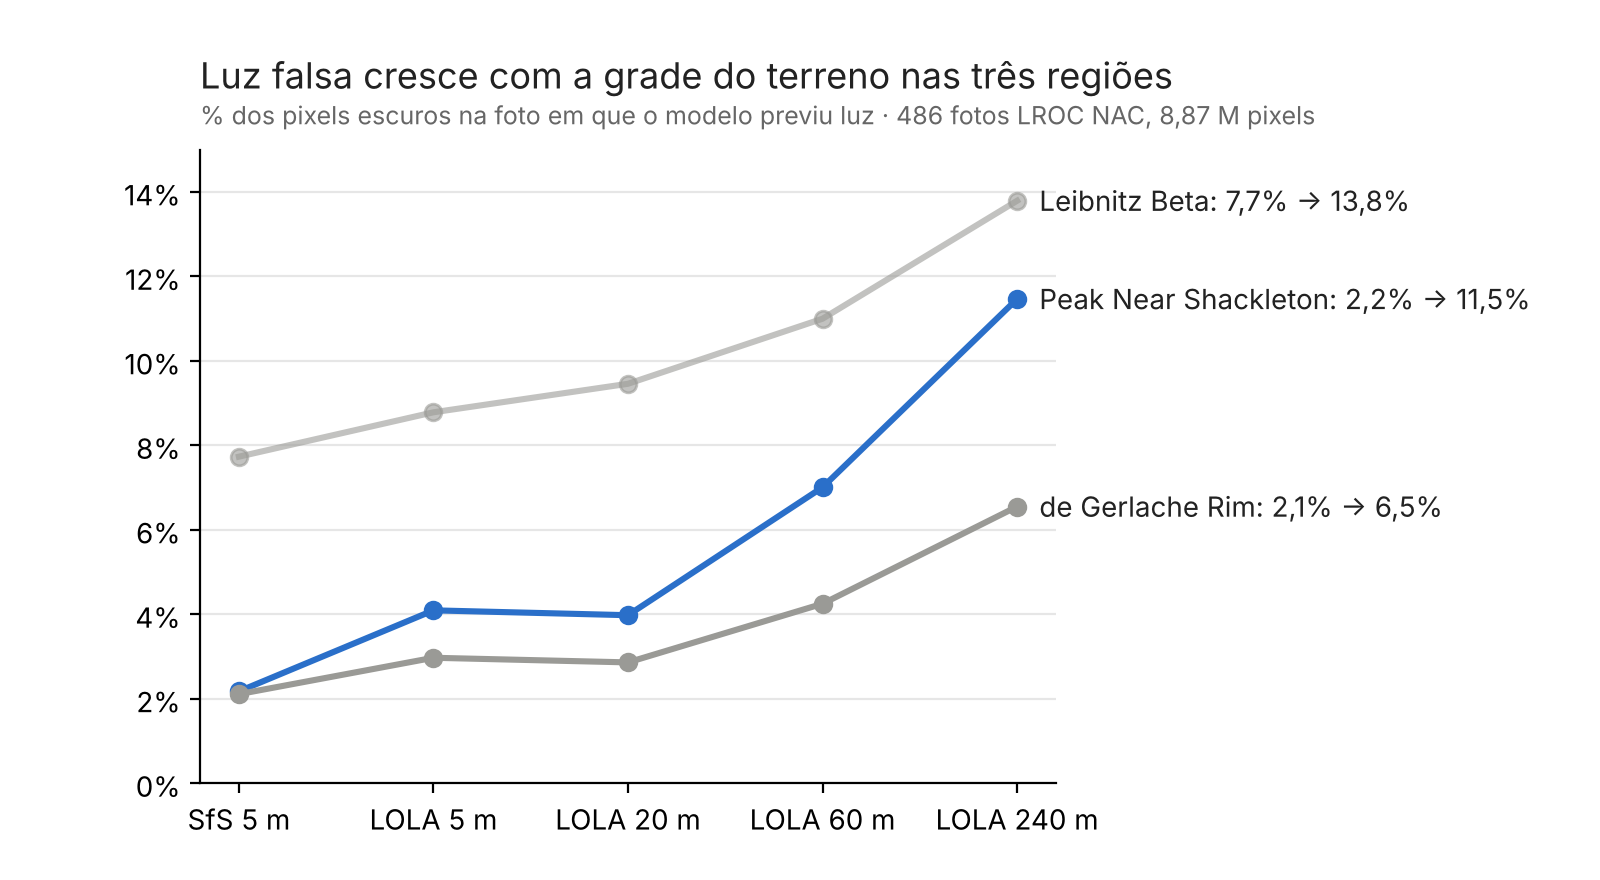 Luz falsa cresce com a grade do terreno nas três regiões
% dos pixels escuros na foto em que o modelo previu luz · 486 fotos LROC NAC, 8,87 M pixels
14%
12%
10%
8%
6%
4%
2%
0%
Leibnitz Beta: 7,7% → 13,8%
Peak Near Shackleton: 2,2% → 11,5%
de Gerlache Rim: 2,1% → 6,5%
SfS 5 m
LOLA 5 m
LOLA 20 m
LOLA 60 m
LOLA 240 m